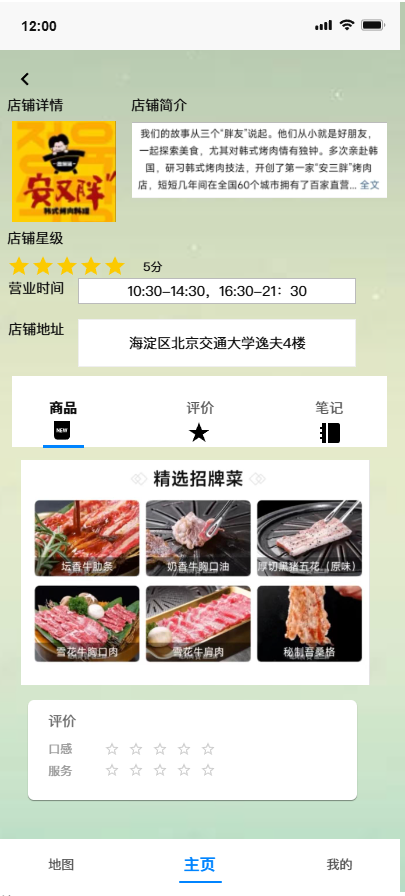 12:00
店铺详情
店铺简介
安三胖
韩式烤肉韩餐
我们的故事从三个“胖友”说起。他们从小就是好朋友，
一起探索美食，尤其对韩式烤肉情有独钟。多次亲赴韩
国，研习韩式烤肉技法，开创了第一家“安三胖”烤肉
店，短短几年间在全国60个城市拥有了百家直营... 全文
店铺星级
5分
营业时间
10:30-14:30，16:30-21：30
店铺地址
海淀区北京交通大学逸夫4楼
商品
评价
笔记
NEW
精选招牌菜
坛香牛肋条
奶香牛胸口油
厚切黑猪五花（原味）
雪花牛胸口肉
雪花牛肩肉
秘制吾桑格
评价
口感
服务
地图
主页
我的